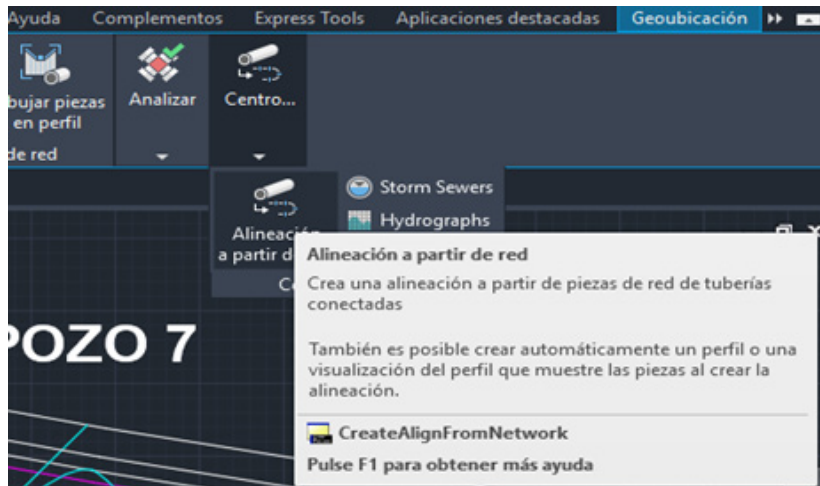 Ayuda Complementos Express Tools Aplicaciones destacadas Geoubicación
bujar piezas
en perfil
Analizar
Centro...
de red
Storm Sewers
Hydrographs
Alineación
a partir d
POZO 7
Alineación a partir de red
Crea una alineación a partir de piezas de red de tuberías
conectadas
También es posible crear automáticamente un perfil o una
visualización del perfil que muestre las piezas al crear la
alineación.
CreateAlignFromNetwork
Pulse F1 para obtener más ayuda